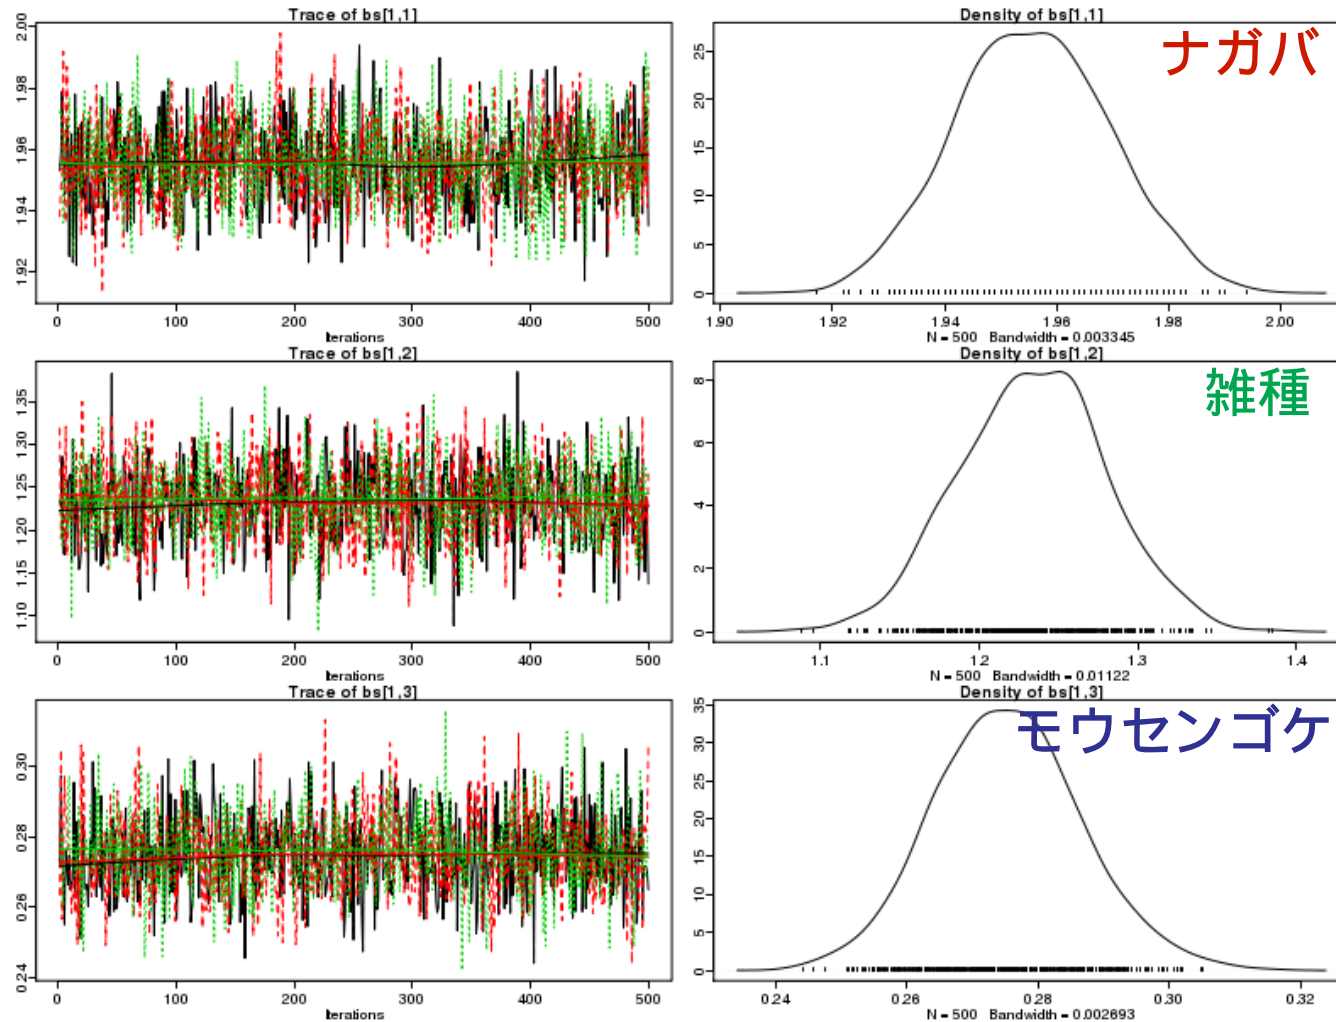 Trace of bs[1,1]
2.00
1.98
1.96
1.94
1.92
0 100 200 300 400 500
Iterations
Density of bs[1,1]
ナガバ
25
20
15
10
5
0
1.90 1.92 1.94 1.96 1.98 2.00
N = 500 Bandwidth = 0.003345
Trace of bs[1,2]
1.35
1.30
1.25
1.20
1.15
1.10
0 100 200 300 400 500
Iterations
Density of bs[1,2]
雑種
8
6
4
2
0
1.1 1.2 1.3 1.4
N = 500 Bandwidth = 0.01122
Trace of bs[1,3]
0.30
0.28
0.26
0.24
0 100 200 300 400 500
Iterations
Density of bs[1,3]
モウセンゴケ
35
30
25
20
15
10
5
0
0.24 0.26 0.28 0.30 0.32
N = 500 Bandwidth = 0.002693